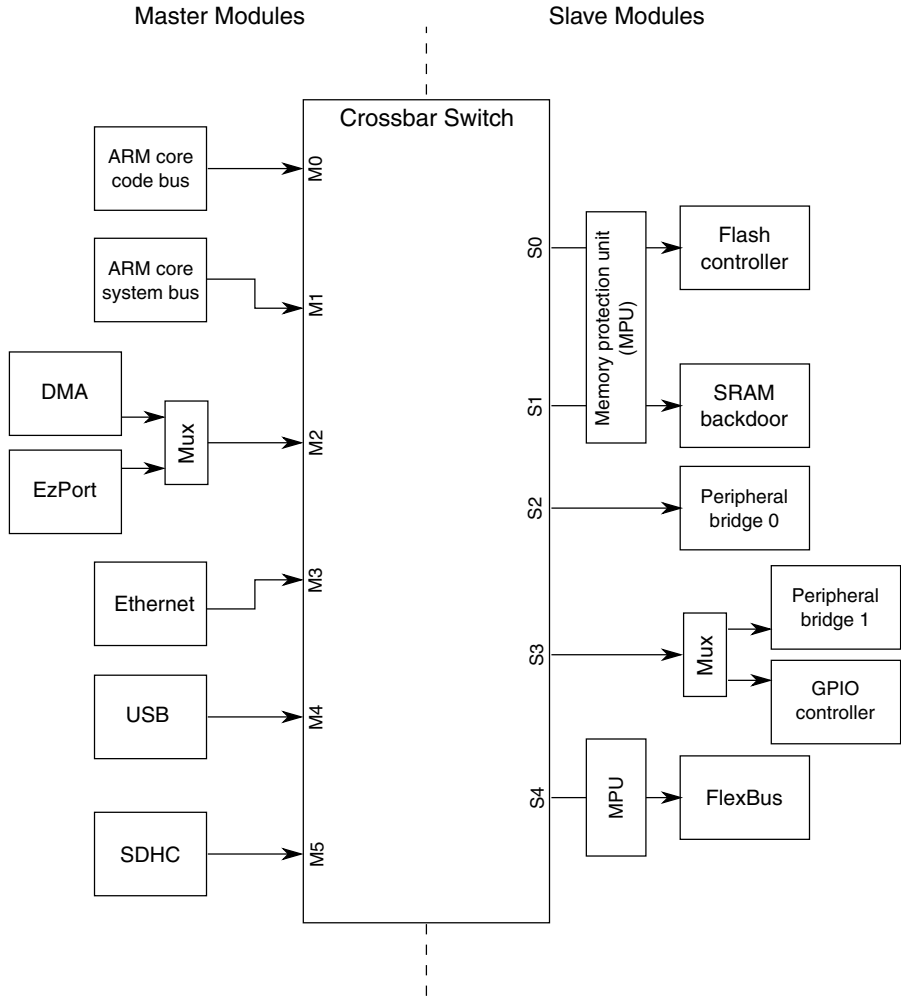 Master Modules
Slave Modules
Crossbar Switch
ARM core
code bus
M0
ARM core
system bus
M1
DMA
EzPort
Mux
M2
Ethernet
M3
USB
M4
SDHC
M5
S0
Memory protection unit
(MPU)
Flash
controller
S1
SRAM
backdoor
S2
Peripheral
bridge 0
S3
Mux
Peripheral
bridge 1
GPIO
controller
S4
MPU
FlexBus